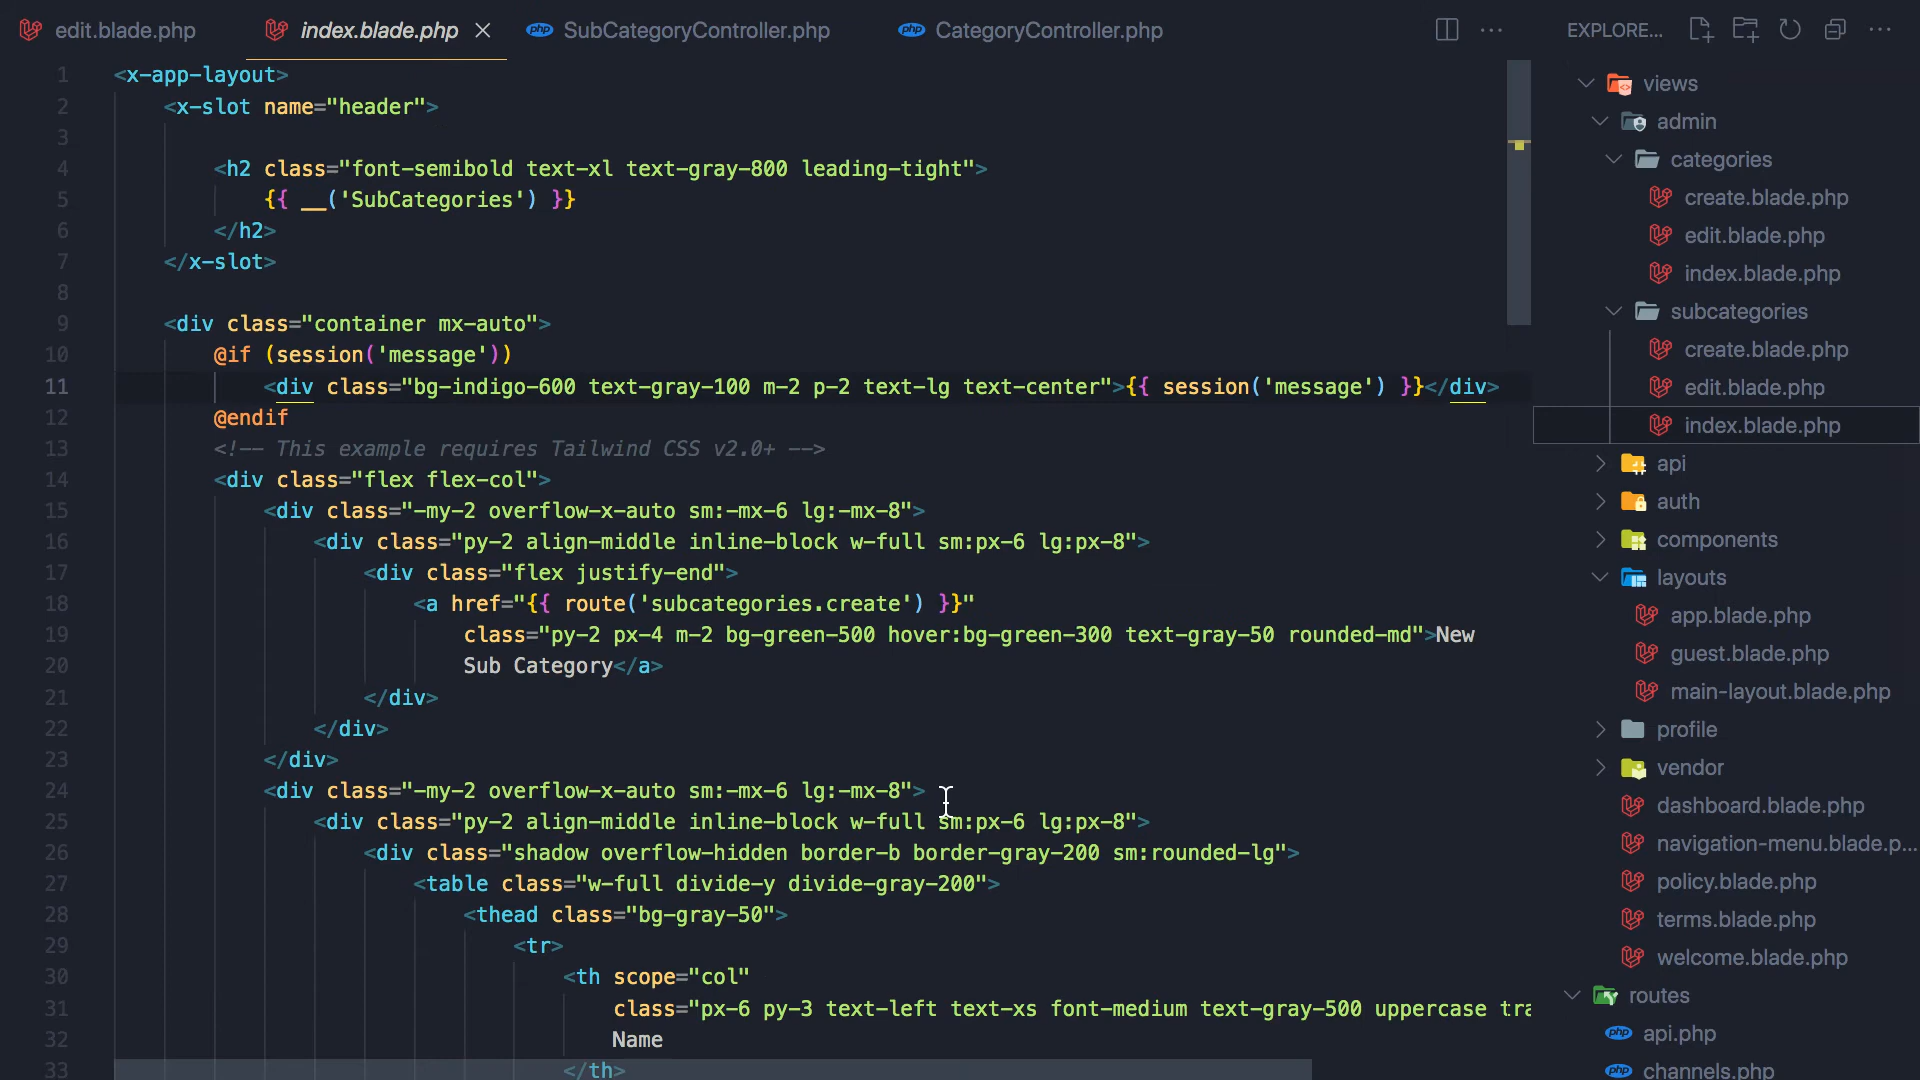 edit.blade.php
index.blade.php
SubCategoryController.php
CategoryController.php
EXPLORE...
1 <x-app-layout>
2 <x-slot name="header">
3
4 <h2 class="font-semibold text-xl text-gray-800 leading-tight">
5 {{ __('SubCategories') }}
6 </h2>
7 </x-slot>
8
9 <div class="container mx-auto">
10 @if (session('message'))
11 <div class="bg-indigo-600 text-gray-100 m-2 p-2 text-lg text-center">{{ session('message') }}</div>
12 @endif
13 <!-- This example requires Tailwind CSS v2.0+ -->
14 <div class="flex flex-col">
15 <div class="-my-2 overflow-x-auto sm:-mx-6 lg:-mx-8">
16 <div class="py-2 align-middle inline-block w-full sm:px-6 lg:px-8">
17 <div class="flex justify-end">
18 <a href="{{ route('subcategories.create') }}"
19 class="py-2 px-4 m-2 bg-green-500 hover:bg-green-300 text-gray-50 rounded-md">New
20 Sub Category</a>
21 </div>
22 </div>
23 </div>
24 <div class="-my-2 overflow-x-auto sm:-mx-6 lg:-mx-8">
25 <div class="py-2 align-middle inline-block w-full sm:px-6 lg:px-8">
26 <div class="shadow overflow-hidden border-b border-gray-200 sm:rounded-lg">
27 <table class="w-full divide-y divide-gray-200">
28 <thead class="bg-gray-50">
29 <tr>
30 <th scope="col"
31 class="px-6 py-3 text-left text-xs font-medium text-gray-500 uppercase tra
32 Name
33 </th>
views
admin
categories
create.blade.php
edit.blade.php
index.blade.php
subcategories
create.blade.php
edit.blade.php
index.blade.php
api
auth
components
layouts
app.blade.php
guest.blade.php
main-layout.blade.php
profile
vendor
dashboard.blade.php
navigation-menu.blade.p...
policy.blade.php
terms.blade.php
welcome.blade.php
routes
php api.php
php channels.php